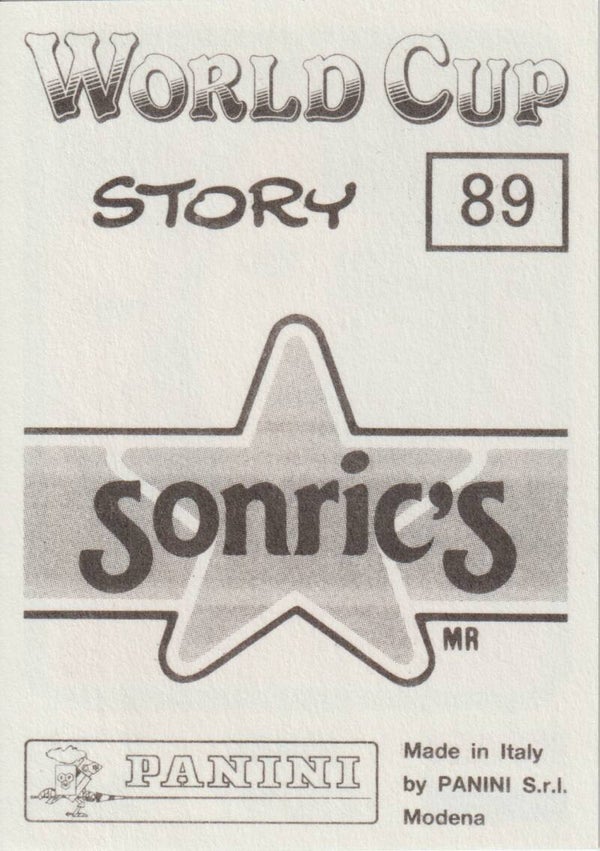 WORLD CUP
STORY
89
sonric's
MR
PANINI
Made in Italy
by PANINI S.r.l.
Modena